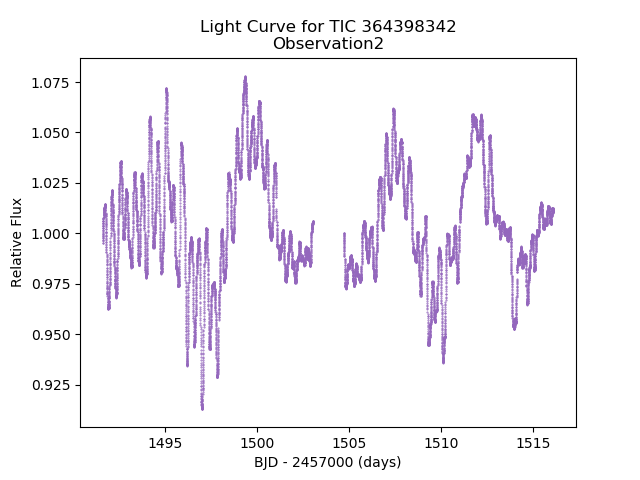 Light Curve for TIC 364398342
Observation2
1.075
1.050
1.025
1.000
0.975
0.950
0.925
Relative Flux
1495 1500 1505 1510 1515
BJD - 2457000 (days)